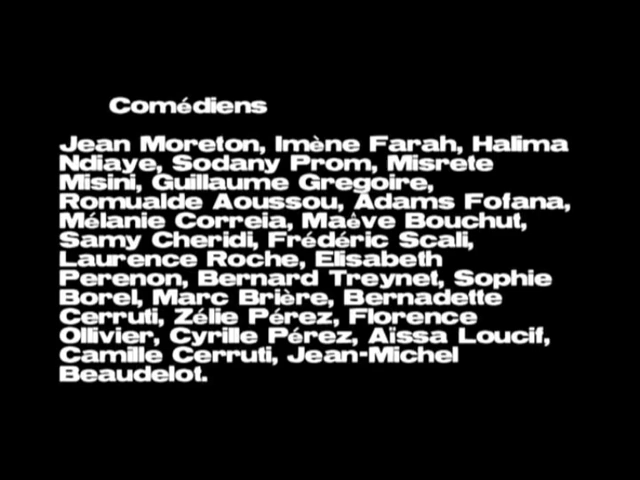 Comédiens
Jean Moreton, Imène Farah, Halima
Ndiaye, Sodany Prom, Misrete
Misini, Guillaume Gregoire,
Romualde Aoussou, Adams Fofana,
Mélanie Correia, Maêve Bouchut,
Samy Cheridi, Frédéric Scali,
Laurence Roche, Elisabeth
Perenon, Bernard Treynet, Sophie
Borel, Marc Brière, Bernadette
Cerruti, Zélie Pérez, Florence
Ollivier, Cyrille Pérez, Aïssa Loucif,
Camille Cerruti, Jean-Michel
Beaudelot.